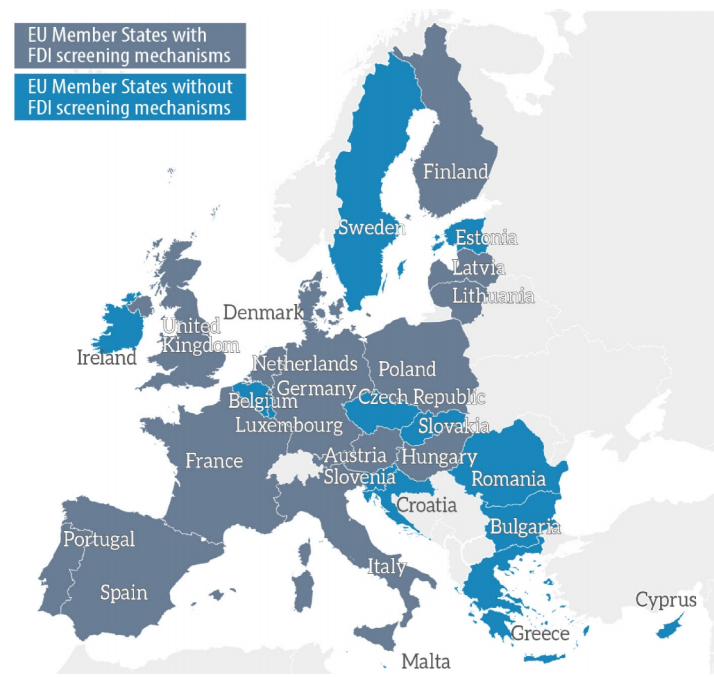 EU Member States with
FDI screening mechanisms
EU Member States without
FDI screening mechanisms
Finland
Sweden
Estonia
Latvia
Lithuania
Denmark
United
Kingdom
Ireland
Netherlands
Poland
Germany
Czech Republic
Belgium
Slovakia
Luxembourg
France
Austria
Hungary
Slovenia
Romania
Croatia
Bulgaria
Portugal
Italy
Spain
Cyprus
Greece
Malta